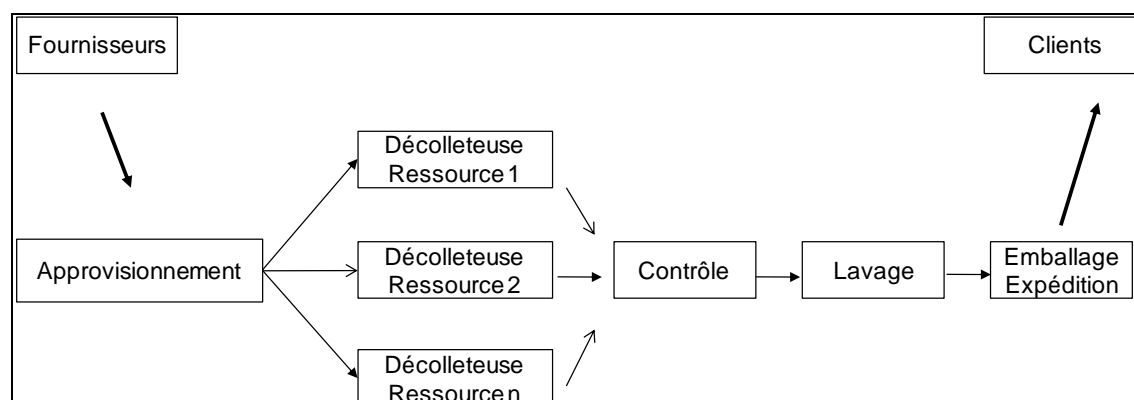 Fournisseurs
Clients
Décolleteuse
Ressource 1
Approvisionnement
Décolleteuse
Ressource 2
Contrôle
Lavage
Emballage
Expédition
Décolleteuse
Ressource n